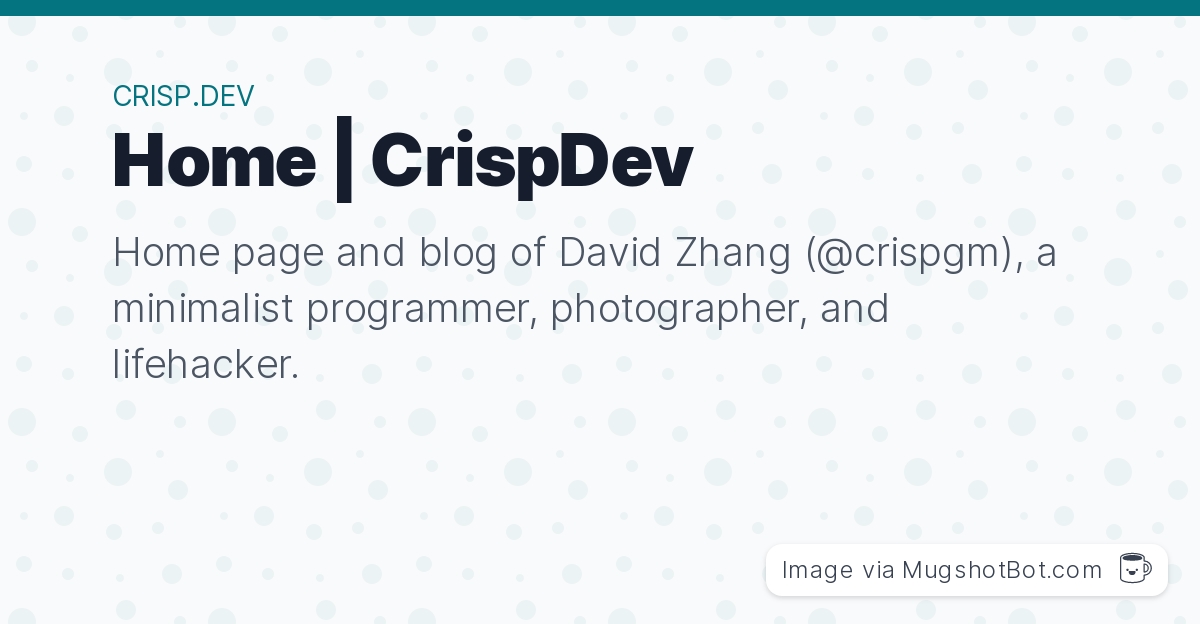 CRISP.DEV
Home | CrispDev
Home page and blog of David Zhang (@crispgm), a
minimalist programmer, photographer, and
lifehacker.
Image via MugshotBot.com